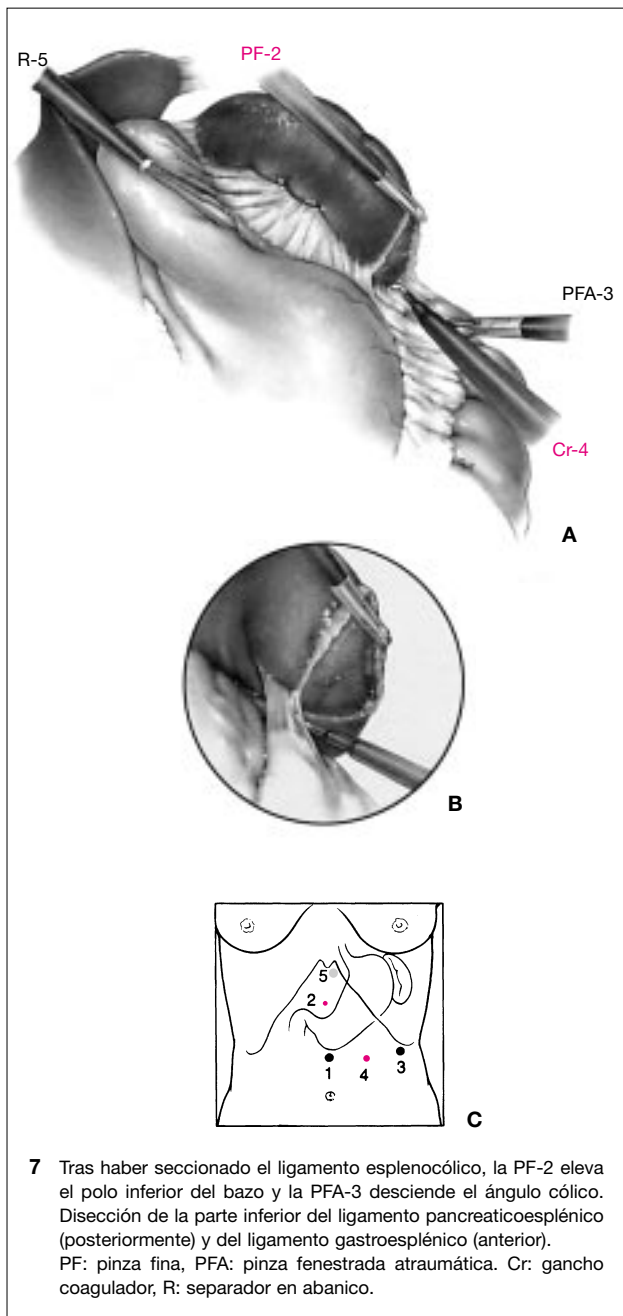 R-5
PF-2
PFA-3
Cr-4
A
B
5
2
1
4
3
C
7 Tras haber seccionado el ligamento esplenocólico, la PF-2 eleva
el polo inferior del bazo y la PFA-3 desciende el ángulo cólico.
Disección de la parte inferior del ligamento pancreaticoesplénico
(posteriormente) y del ligamento gastroesplénico (anterior).
PF: pinza fina, PFA: pinza fenestrada atraumática. Cr: gancho
coagulador, R: separador en abanico.